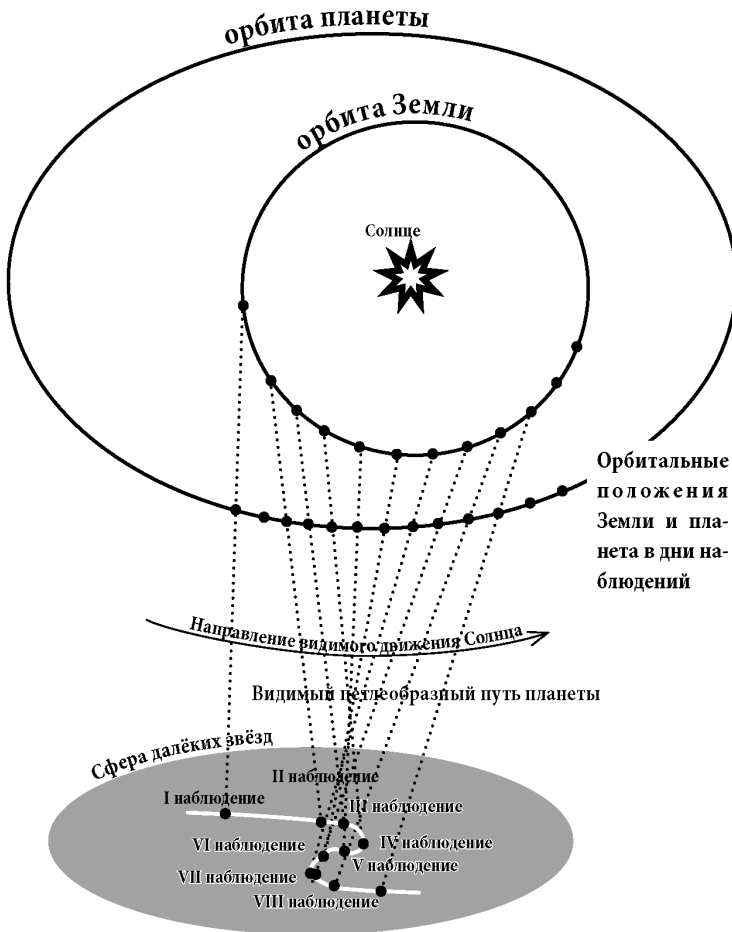 орбита планеты
орбита Земли
Солнце
Орбитальные
положения
Земли и пла-
нета в дни на-
блюдений
Направление видимого движения Солнца
Видимый петлеобразный путь планеты
Сфера далёких звёзд
II наблюдение
I наблюдение
III наблюдение
VI наблюдение
IV наблюдение
V наблюдение
VII наблюдение
VIII наблюдение